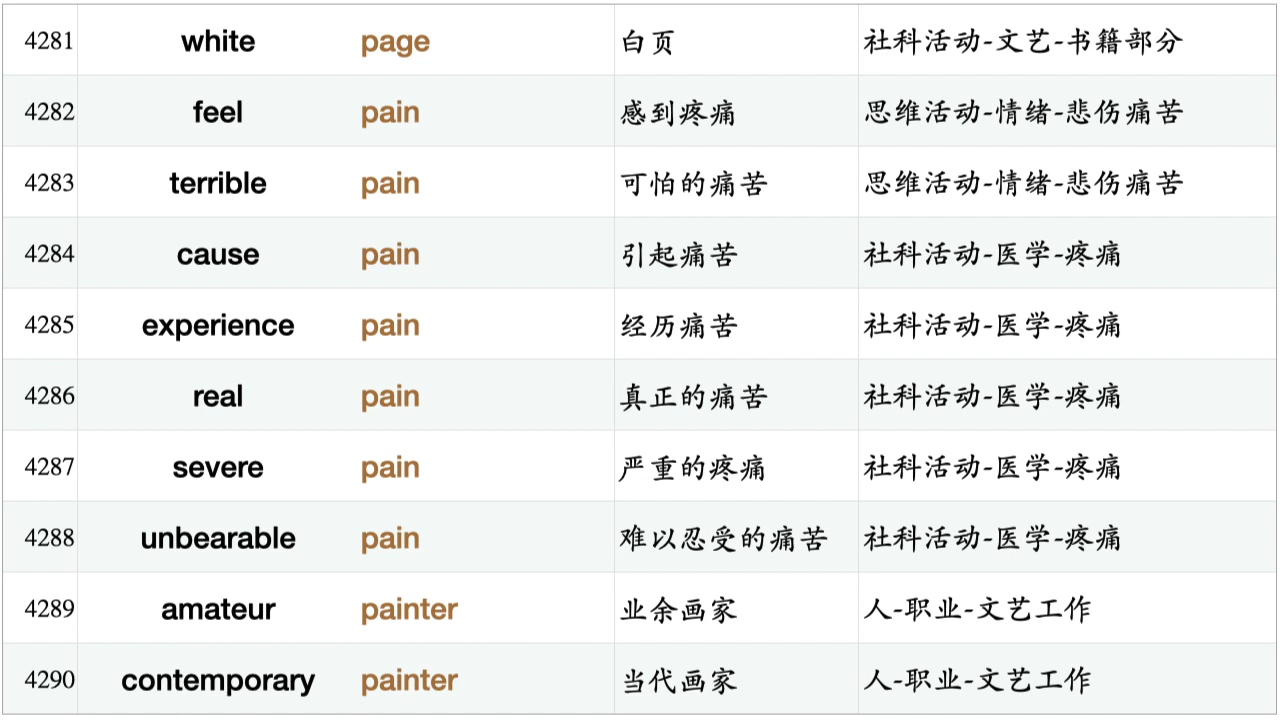 4281 white page 白页 社科活动-文艺-书籍部分
4282 feel pain 感到疼痛 思维活动-情绪-悲伤痛苦
4283 terrible pain 可怕的痛苦 思维活动-情绪-悲伤痛苦
4284 cause pain 引起痛苦 社科活动-医学-疼痛
4285 experience pain 经历痛苦 社科活动-医学-疼痛
4286 real pain 真正的痛苦 社科活动-医学-疼痛
4287 severe pain 严重的疼痛 社科活动-医学-疼痛
4288 unbearable pain 难以忍受的痛苦 社科活动-医学-疼痛
4289 amateur painter 业余画家 人-职业-文艺工作
4290 contemporary painter 当代画家 人-职业-文艺工作